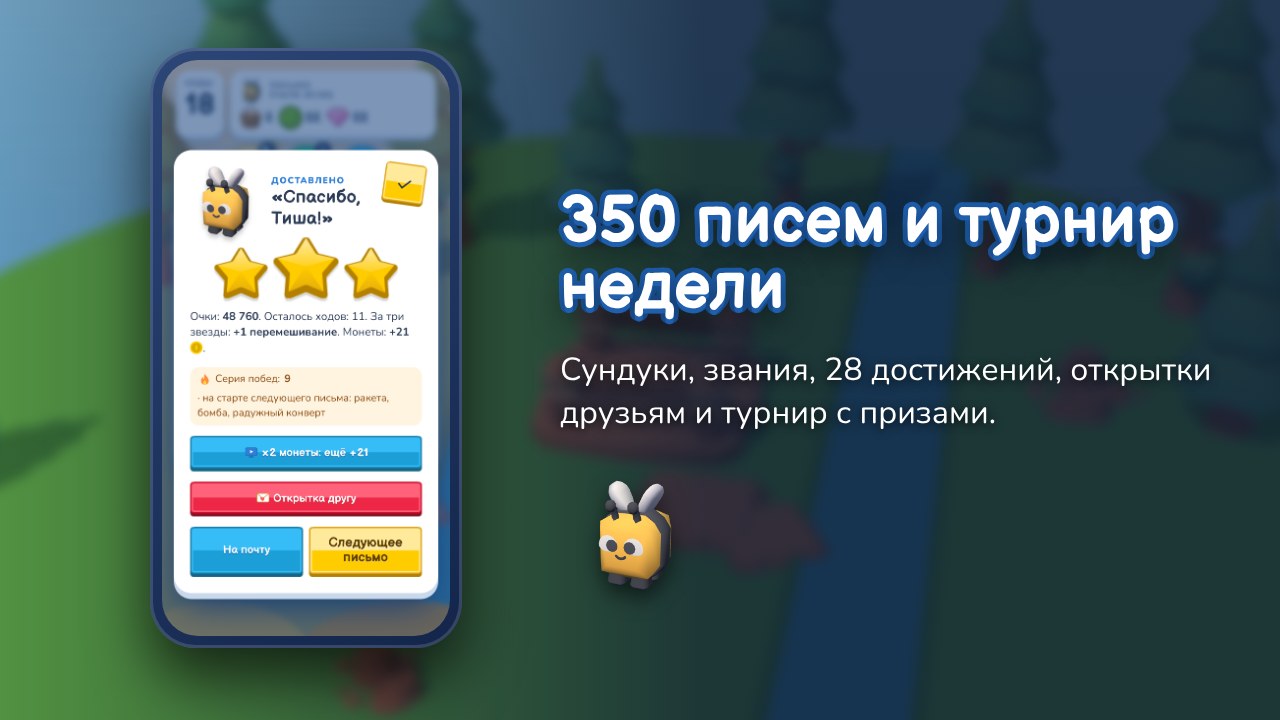 18
ДОСТАВЛЕНО
«Спасибо,
Тиша!»
Очки: 48 760. Осталось ходов: 11. За три
звезды: +1 перемешивание. Монеты: +21
.
Серия побед: 9
· на старте следующего письма: ракета,
бомба, радужный конверт
x2 монеты: ещё +21
Открытка другу
На почту
Следующее
письмо
350 писем и турнир
недели
Сундуки, звания, 28 достижений, открытки
друзьям и турнир с призами.